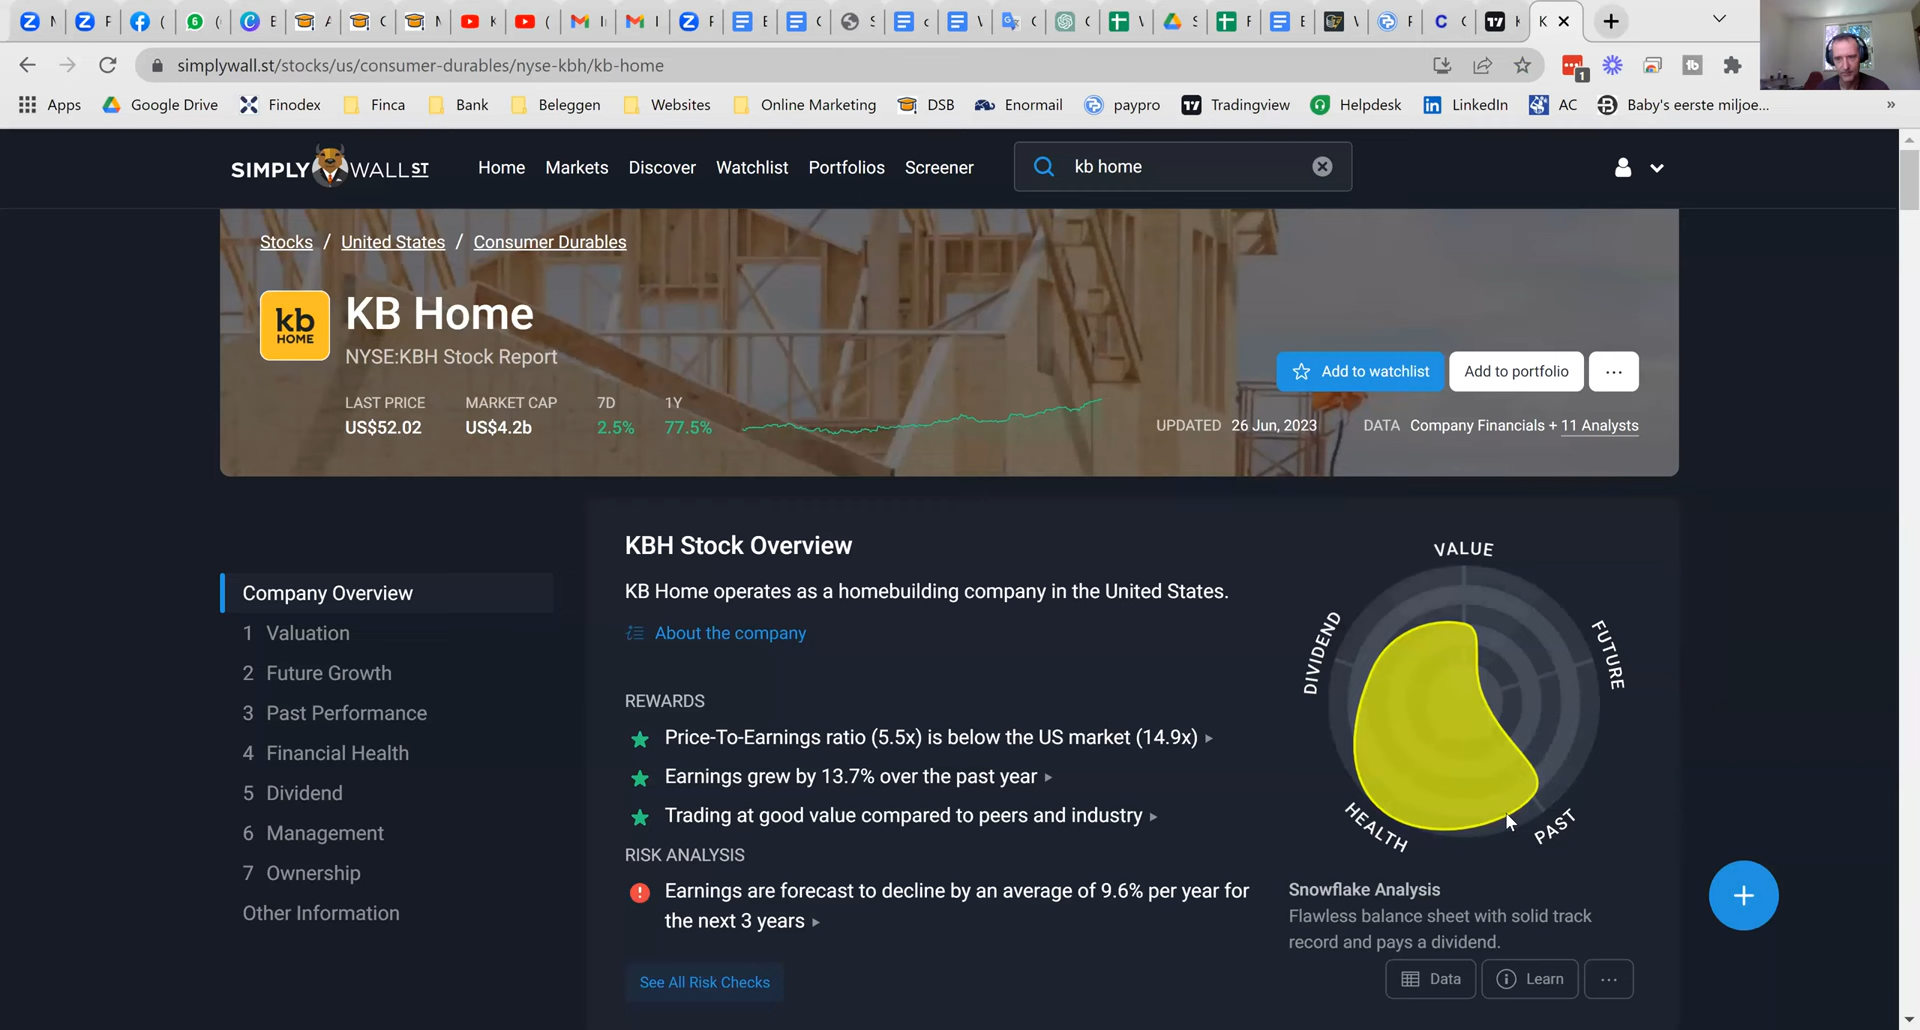 simplywall.st/stocks/us/consumer-durables/nyse-kbh/kb-home
1
Apps Google Drive Finodex Finca Bank Beleggen Websites Online Marketing DSB Enormail paypro Tradingview Helpdesk LinkedIn AC Baby's eerste miljoe... »
SIMPLY WALL ST Home Markets Discover Watchlist Portfolios Screener kb home
Stocks / United States / Consumer Durables
kb
HOME
KB Home
NYSE:KBH Stock Report
Add to watchlist Add to portfolio ...
LAST PRICE MARKET CAP 7D 1Y
US$52.02 US$4.2b 2.5% 77.5%
UPDATED 26 Jun, 2023 DATA Company Financials + 11 Analysts
Company Overview
1 Valuation
2 Future Growth
3 Past Performance
4 Financial Health
5 Dividend
6 Management
7 Ownership
Other Information
KBH Stock Overview
KB Home operates as a homebuilding company in the United States.
About the company
REWARDS
Price-To-Earnings ratio (5.5x) is below the US market (14.9x)
Earnings grew by 13.7% over the past year
Trading at good value compared to peers and industry
RISK ANALYSIS
Earnings are forecast to decline by an average of 9.6% per year for
the next 3 years
See All Risk Checks
VALUE
FUTURE
PAST
HEALTH
DIVIDEND
Snowflake Analysis
Flawless balance sheet with solid track
record and pays a dividend.
Data Learn ...